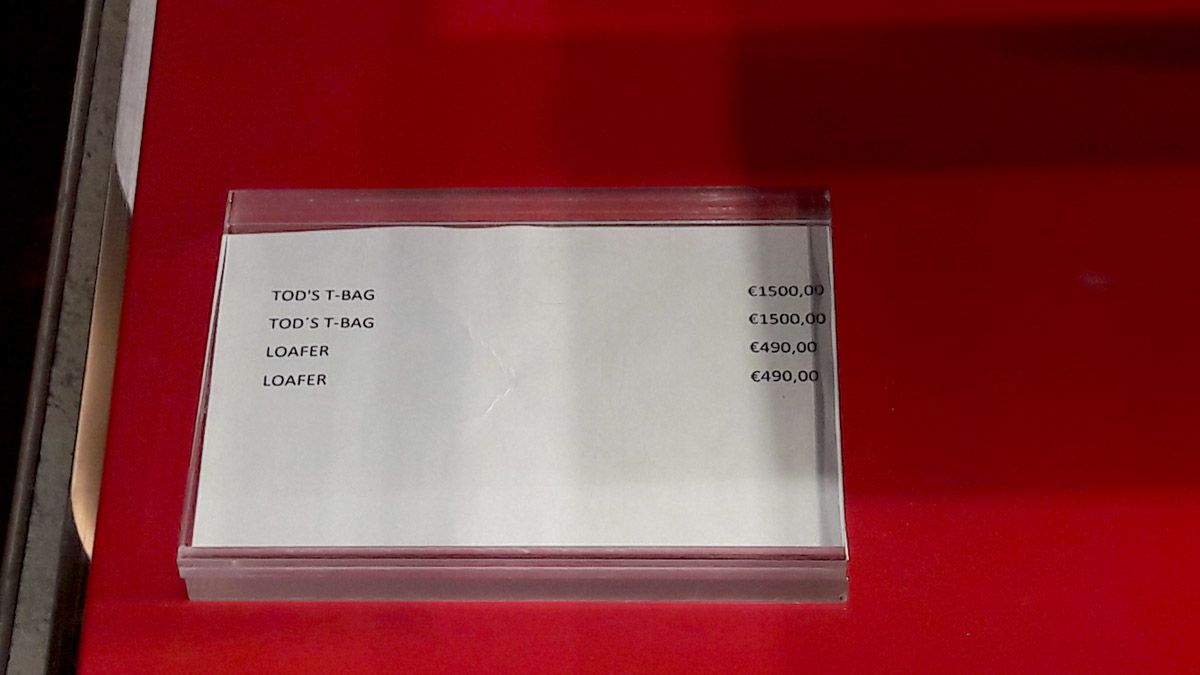 TOD'S T-BAG €1500,00
TOD´S T-BAG €1500,00
LOAFER €490,00
LOAFER €490,00